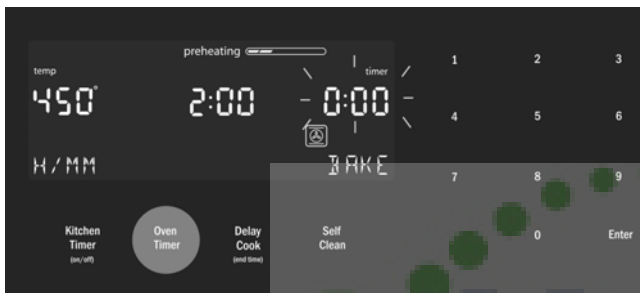 preheating
temp
timer
450°
2:00
0:00
H/MM
BAKE
1 2 3
4 5 6
7 8 9
0 Enter
Kitchen
Timer
(on/off)
Oven
Timer
Delay
Cook
(end time)
Self
Clean